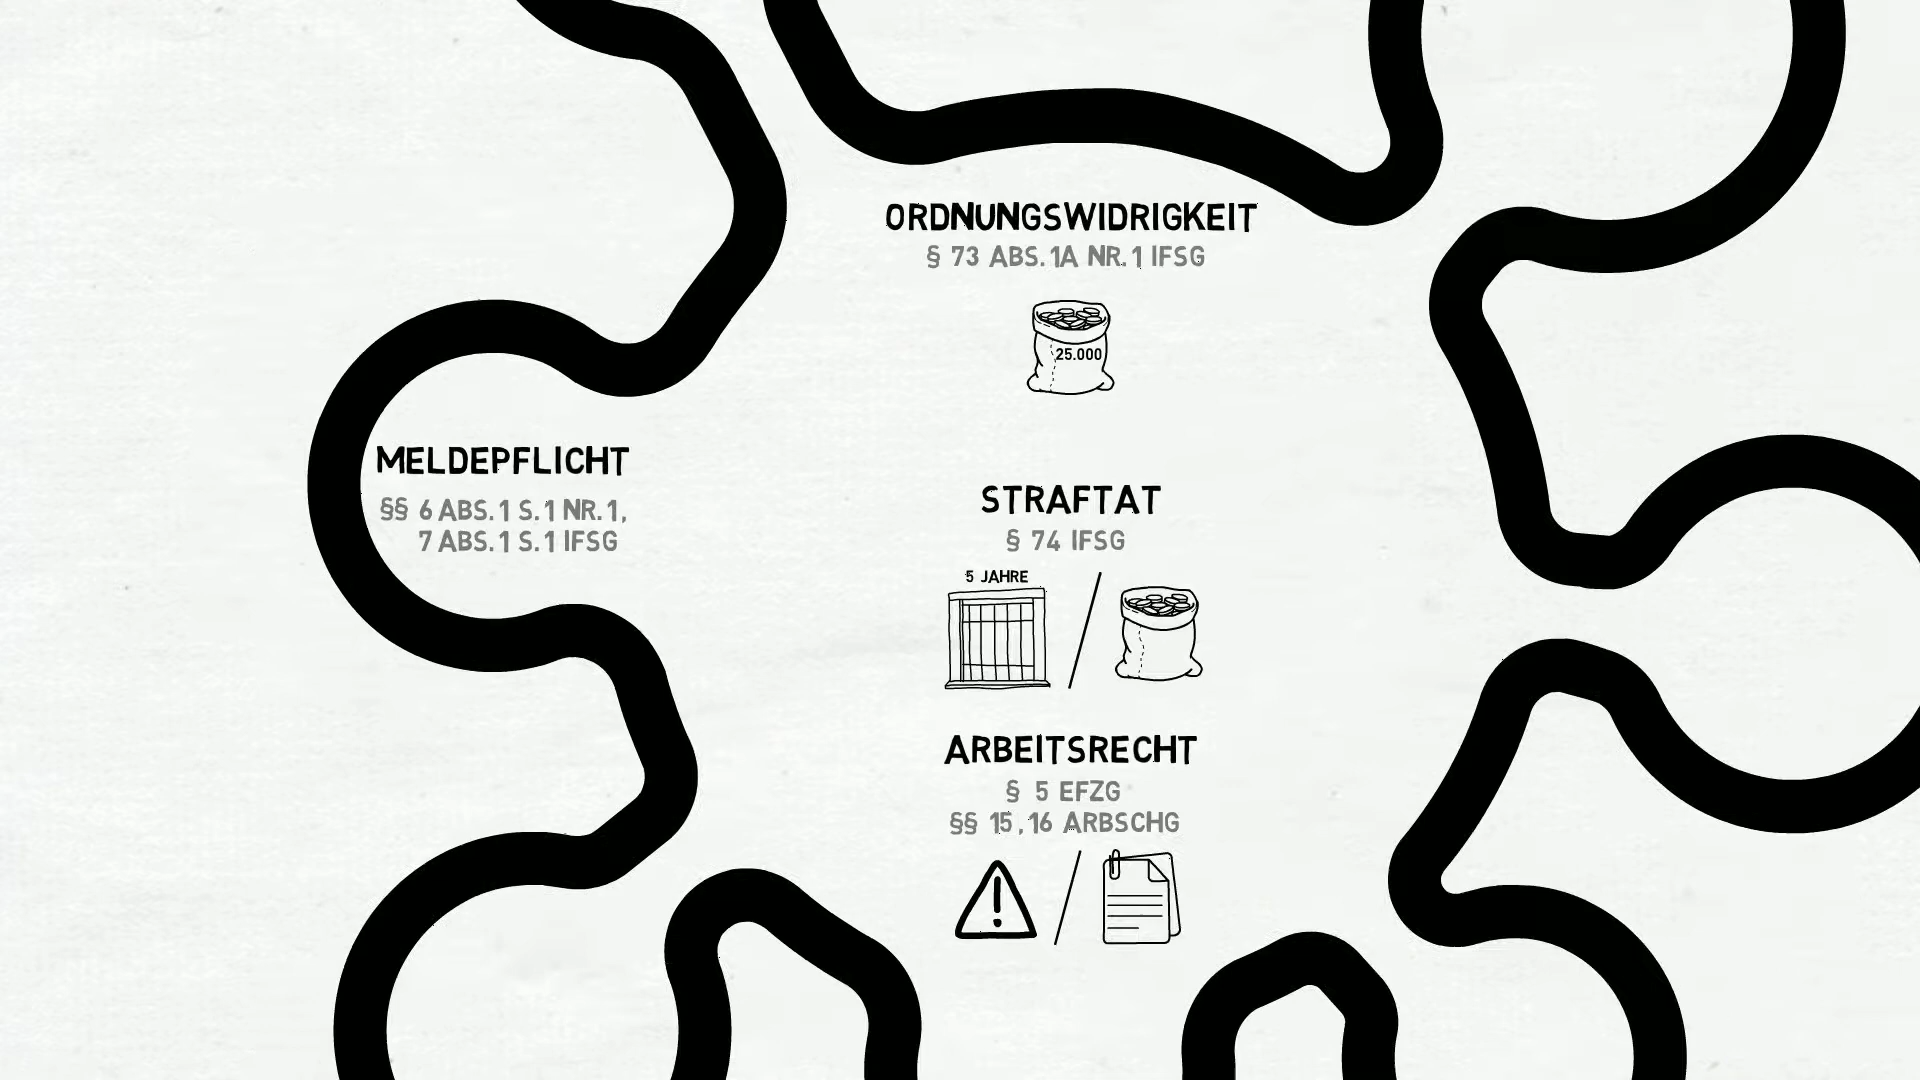 ORDNUNGSWIDRIGKEIT
§ 73 ABS. 1A NR. 1 IFSG
25.000
MELDEPFLICHT
§§ 6 ABS. 1 S. 1 NR. 1,
7 ABS. 1 S. 1 IFSG
STRAFTAT
§ 74 IFSG
5 JAHRE
ARBEITSRECHT
§ 5 EFZG
§§ 15, 16 ARBSCHG